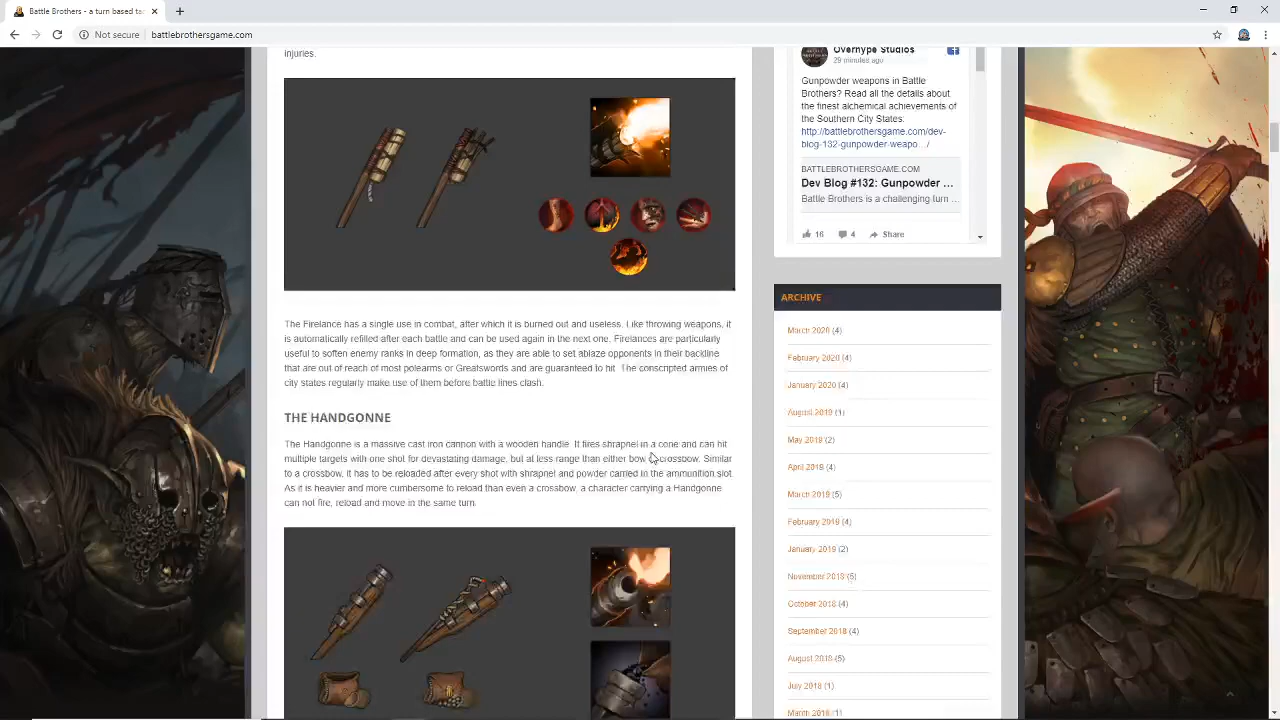 Battle Brothers - a turn based ta
Not secure
battlebrothersgame.com
injuries.
The Firelance has a single use in combat, after which it is burned out and useless. Like throwing weapons, it
is automatically refilled after each battle and can be used again in the next one. Firelances are particularly
useful to soften enemy ranks in deep formation, as they are able to set ablaze opponents in their backline
that are out of reach of most polearms or Greatswords and are guaranteed to hit. The conscripted armies of
city states regularly make use of them before battle lines clash.
THE HANDGONNE
The Handgonne is a massive cast iron cannon with a wooden handle. It fires shrapnel in a cone and can hit
multiple targets with one shot for devastating damage, but at less range than either bow or crossbow. Similar
to a crossbow, it has to be reloaded after every shot with shrapnel and powder carried in the ammunition slot.
As it is heavier and more cumbersome to reload than even a crossbow, a character carrying a Handgonne
can not fire, reload and move in the same turn.
Overhype Studios
29 minutes ago
Gunpowder weapons in Battle
Brothers? Read all the details about
the finest alchemical achievements of
the Southern City States:
http://battlebrothersgame.com/dev-
blog-132-gunpowder-weapo…/
BATTLEBROTHERSGAME.COM
Dev Blog #132: Gunpowder ...
Battle Brothers is a challenging turn ...
16
4
Share
ARCHIVE
March 2020 (4)
February 2020 (4)
January 2020 (4)
August 2019 (1)
May 2019 (2)
April 2019 (4)
March 2019 (5)
February 2019 (4)
January 2019 (2)
November 2018 (5)
October 2018 (4)
September 2018 (4)
August 2018 (5)
July 2018 (1)
March 2018 (1)